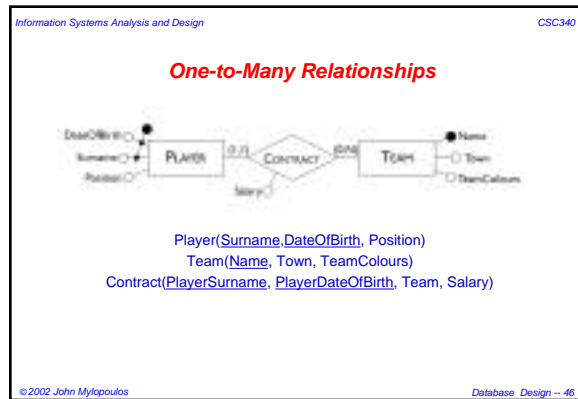 Information Systems Analysis and Design CSC340
One-to-Many Relationships
DateOfBirth
Surname
Position
PLAYER
(1,1)
CONTRACT
Salary
(0,N)
TEAM
Name
Town
TeamColours
Player(Surname,DateOfBirth, Position)
Team(Name, Town, TeamColours)
Contract(PlayerSurname, PlayerDateOfBirth, Team, Salary)
©2002 John Mylopoulos Database Design -- 46